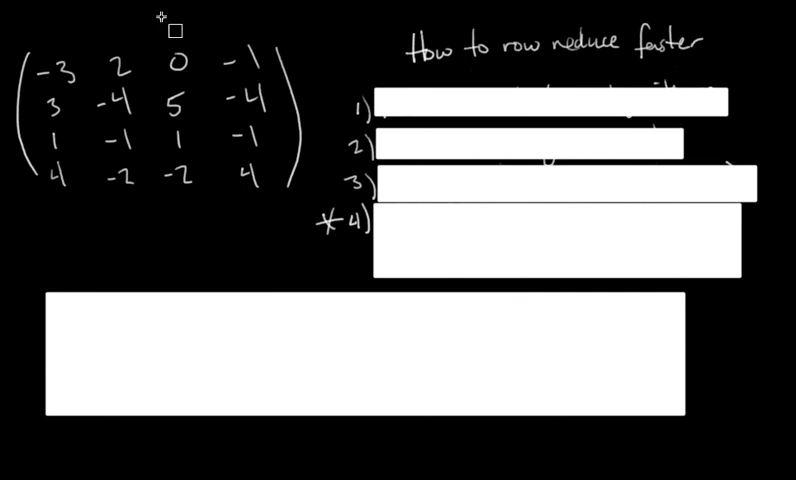 How to row reduce faster
-3 2 0 -1
3 -4 5 -4
1 -1 1 -1
4 -2 -2 4
1)
2)
3)
*4)